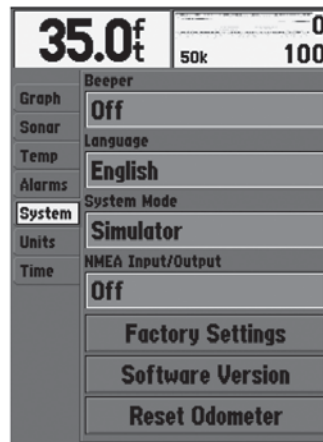 35.0ft
0
50k
100
Beeper
Off
Graph
Sonar
Language
English
Temp
Alarms
System Mode
Simulator
System
Units
NMEA Input/Output
Off
Time
Factory Settings
Software Version
Reset Odometer